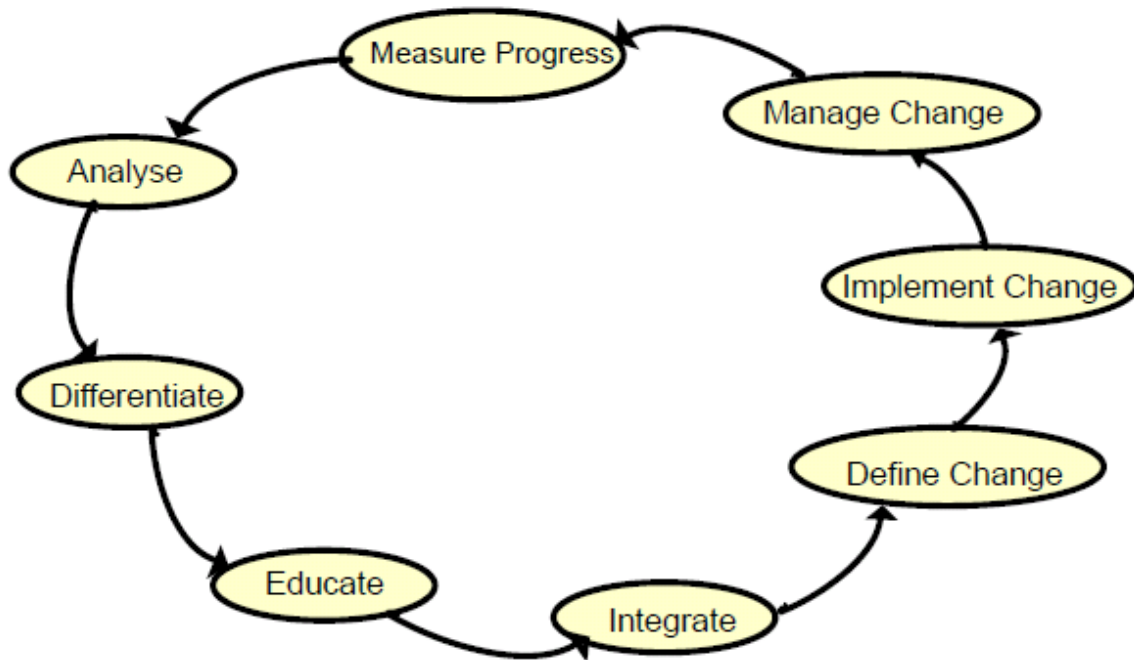 Measure Progress
Manage Change
Analyse
Implement Change
Differentiate
Define Change
Educate
Integrate